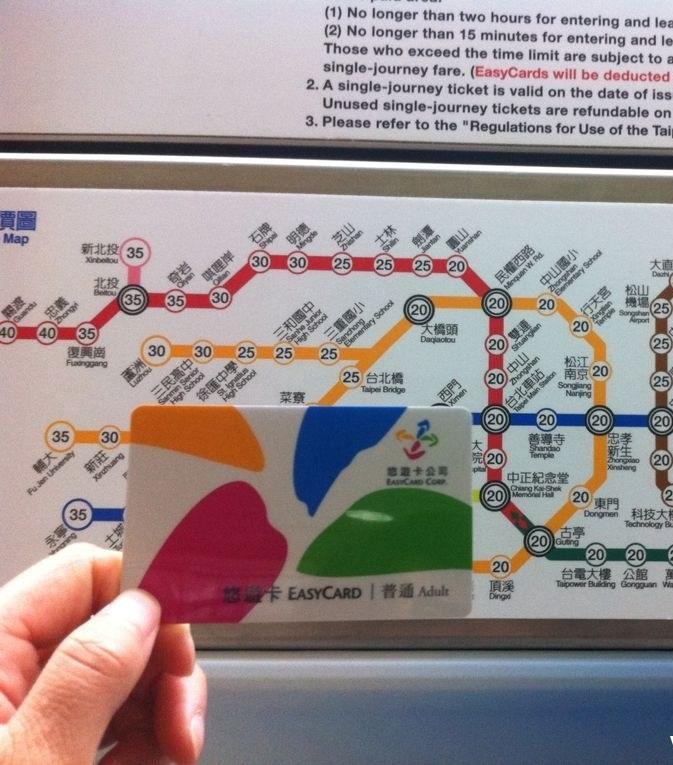 (1) No longer than two hours for entering and lea
(2) No longer than 15 minutes for entering and le
Those who exceed the time limit are subject to a
single-journey fare. (EasyCards will be deducted
2. A single-journey ticket is valid on the date of iss
Unused single-journey tickets are refundable on
3. Please refer to the "Regulations for Use of the Taip
價圖
Map
新北投
Xinbeitou
35
北投
Beitou
35
奇岩
Qiyan
35
唭哩岸
Qilian
30
石牌
Shipai
30
明德
Mingde
30
芝山
Zhishan
25
士林
Shilin
25
劍潭
Jiantan
25
圓山
Yuanshan
20
民權西路
Minquan W. Rd.
20
中山國小
Zhongshan
Elementary School
20
行天宮
Xingtian
Temple
20
大直
Dazhi
松山
機場
Songshan
Airport
25
25
25
20
20
關渡
Guandu
40
忠義
Zhongyi
40
復興崗
Fuxinggang
35
蘆洲
Luzhou
30
三民高中
Sanmin Senior
High School
30
徐匯中學
St. Ignatius
High School
25
三和國中
Sanhe Junior
High School
25
三重國小
Sanchong
Elementary School
25
大橋頭
Daqiaotou
20
台北橋
Taipei Bridge
25
菜寮
雙連
Shuanglian
20
中山
Zhongshan
20
台北車站
Taipei Main Station
20
西門
Ximen
松江
南京
Songjiang
Nanjing
20
善導寺
Shandao
Temple
20
忠孝
新生
Zhongxiao
Xinsheng
20
輔大
Fu Jen University
35
新莊
Xinzhuang
30
永寧
35
大
院
pital
20
中正紀念堂
Chiang Kai-Shek
Memorial Hall
20
東門
Dongmen
20
古亭
Guting
20
科技大
Technology Bu
20
頂溪
Dingxi
20
台電大樓
Taipower Building
20
公館
Gongguan
20
萬
Wa
悠遊卡公司
EASYCARD CORP.
悠遊卡 EASYCARD | 普通 Adult